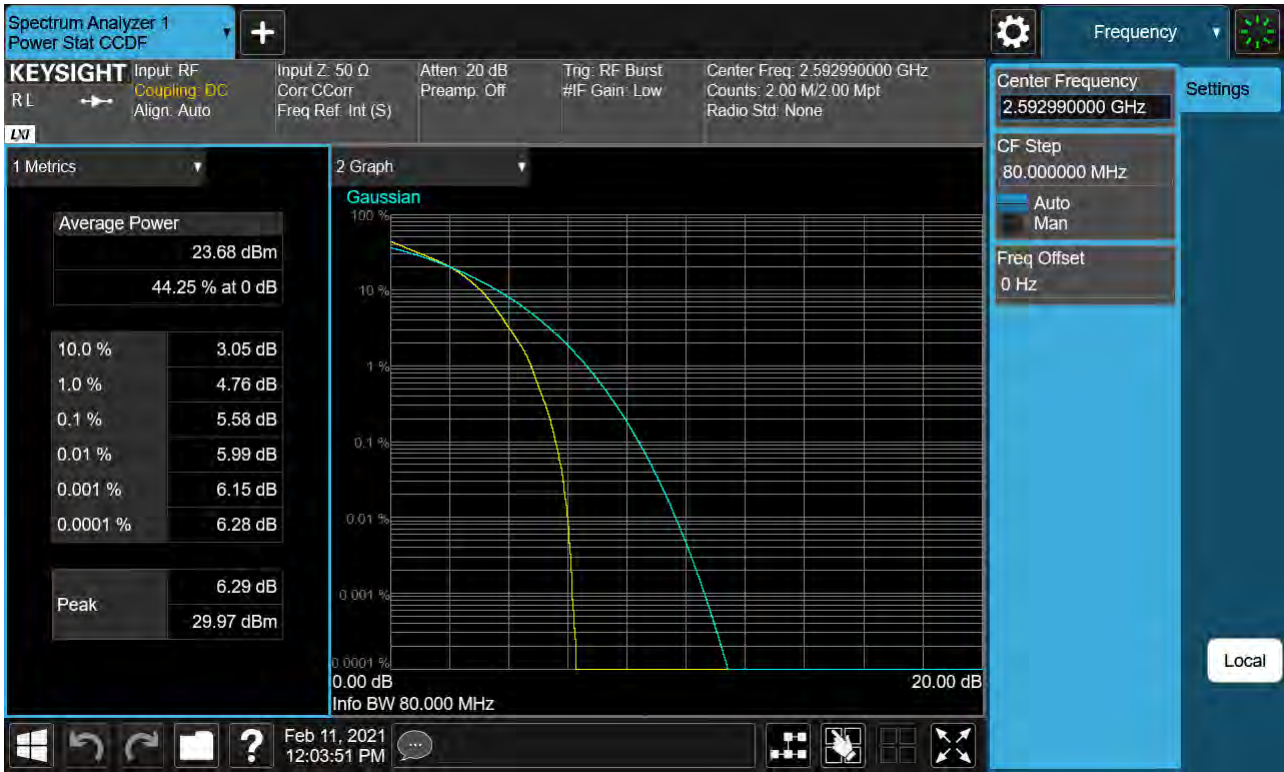 Spectrum Analyzer 1
Power Stat CCDF
+
Frequency
KEYSIGHT
RL
LXI
Input: RF
Coupling: DC
Align: Auto
Input Z: 50 Ω
Corr CCorr
Freq Ref: Int (S)
Atten: 20 dB
Preamp: Off
Trig: RF Burst
#IF Gain: Low
Center Freq: 2.592990000 GHz
Counts: 2.00 M/2.00 Mpt
Radio Std: None
Center Frequency
2.592990000 GHz
Settings
CF Step
80.000000 MHz
Auto
Man
Freq Offset
0 Hz
1 Metrics
Average Power
23.68 dBm
44.25 % at 0 dB
10.0 % 3.05 dB
1.0 % 4.76 dB
0.1 % 5.58 dB
0.01 % 5.99 dB
0.001 % 6.15 dB
0.0001 % 6.28 dB
Peak
6.29 dB
29.97 dBm
2 Graph
Gaussian
100 %
10 %
1 %
0.1 %
0.01 %
0.001 %
0.0001 %
0.00 dB 20.00 dB
Info BW 80.000 MHz
Local
?
Feb 11, 2021
12:03:51 PM